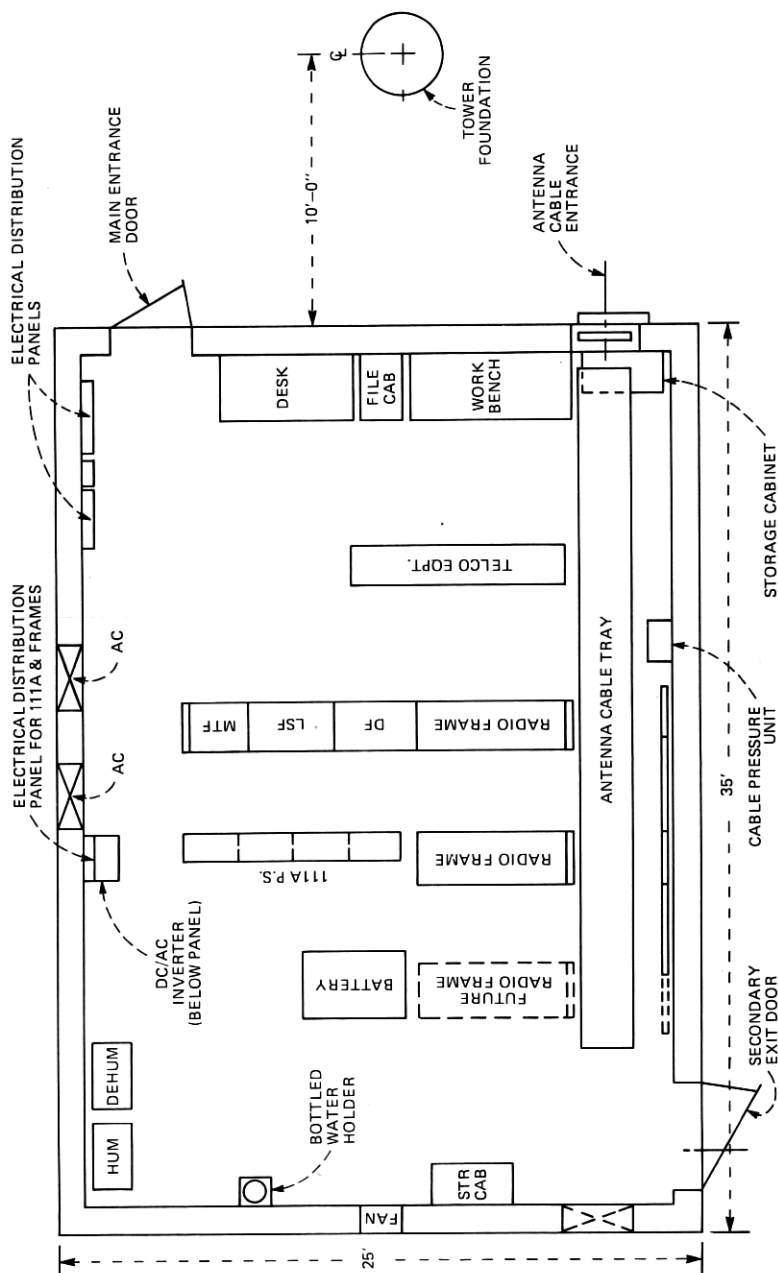 ELECTRICAL DISTRIBUTION
PANELS
MAIN ENTRANCE
DOOR
ELECTRICAL DISTRIBUTION
PANEL FOR 111A & FRAMES
AC
AC
DC/AC
INVERTER
(BELOW PANEL)
DEHUM
HUM
BOTTLED
WATER
HOLDER
FAN
STR
CAB
25'
BATTERY
FUTURE
RADIO FRAME
111A P.S.
RADIO FRAME
MTF
LSF
DF
RADIO FRAME
TELCO EQPT.
DESK
FILE
CAB
WORK
BENCH
ANTENNA CABLE TRAY
10'-0"
℄
TOWER
FOUNDATION
ANTENNA
CABLE
ENTRANCE
STORAGE CABINET
CABLE PRESSURE
UNIT
35'
SECONDARY
EXIT DOOR